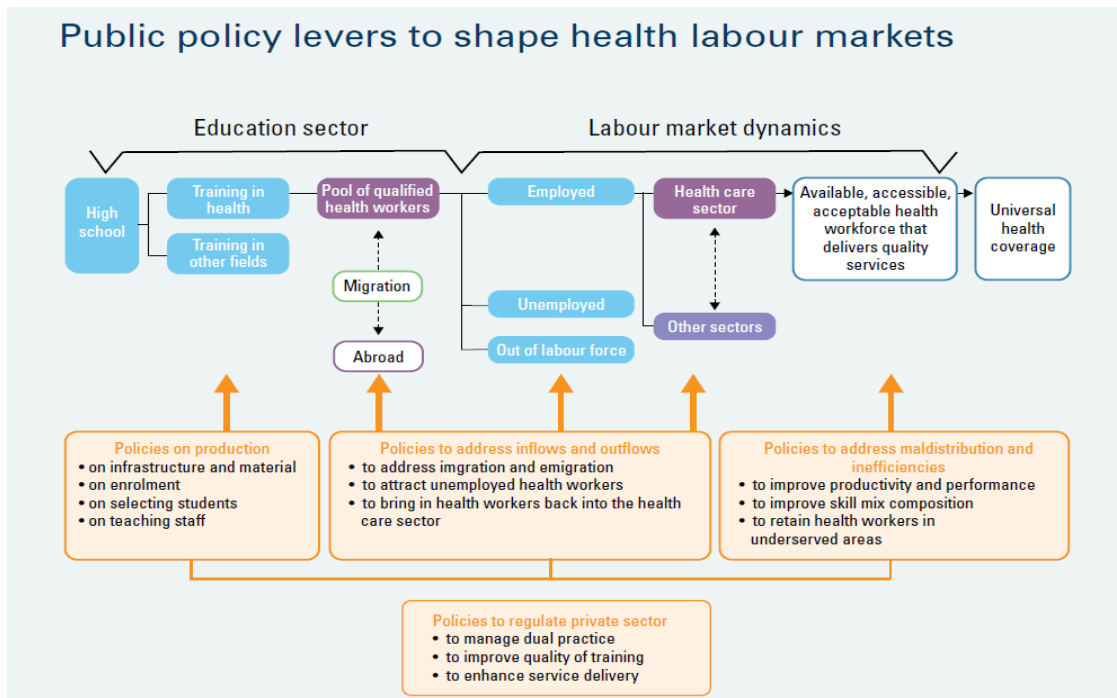 Public policy levers to shape health labour markets
Education sector
Labour market dynamics
High
school
Training in
health
Training in
other fields
Pool of qualified
health workers
Migration
Abroad
Employed
Unemployed
Out of labour force
Health care
sector
Other sectors
Available, accessible,
acceptable health
workforce that
delivers quality
services
Universal
health
coverage
Policies on production
• on infrastructure and material
• on enrolment
• on selecting students
• on teaching staff
Policies to address inflows and outflows
• to address imgration and emigration
• to attract unemployed health workers
• to bring in health workers back into the health
care sector
Policies to address maldistribution and
inefficiencies
• to improve productivity and performance
• to improve skill mix composition
• to retain health workers in
underserved areas
Policies to regulate private sector
• to manage dual practice
• to improve quality of training
• to enhance service delivery